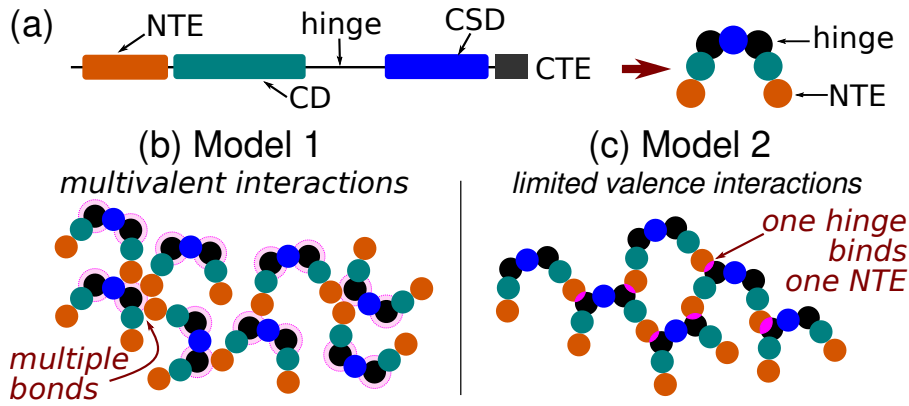 (a)
NTE
hinge
CSD
CTE
CD
hinge
NTE
(b) Model 1
multivalent interactions
multiple
bonds
(c) Model 2
limited valence interactions
one hinge
binds
one NTE